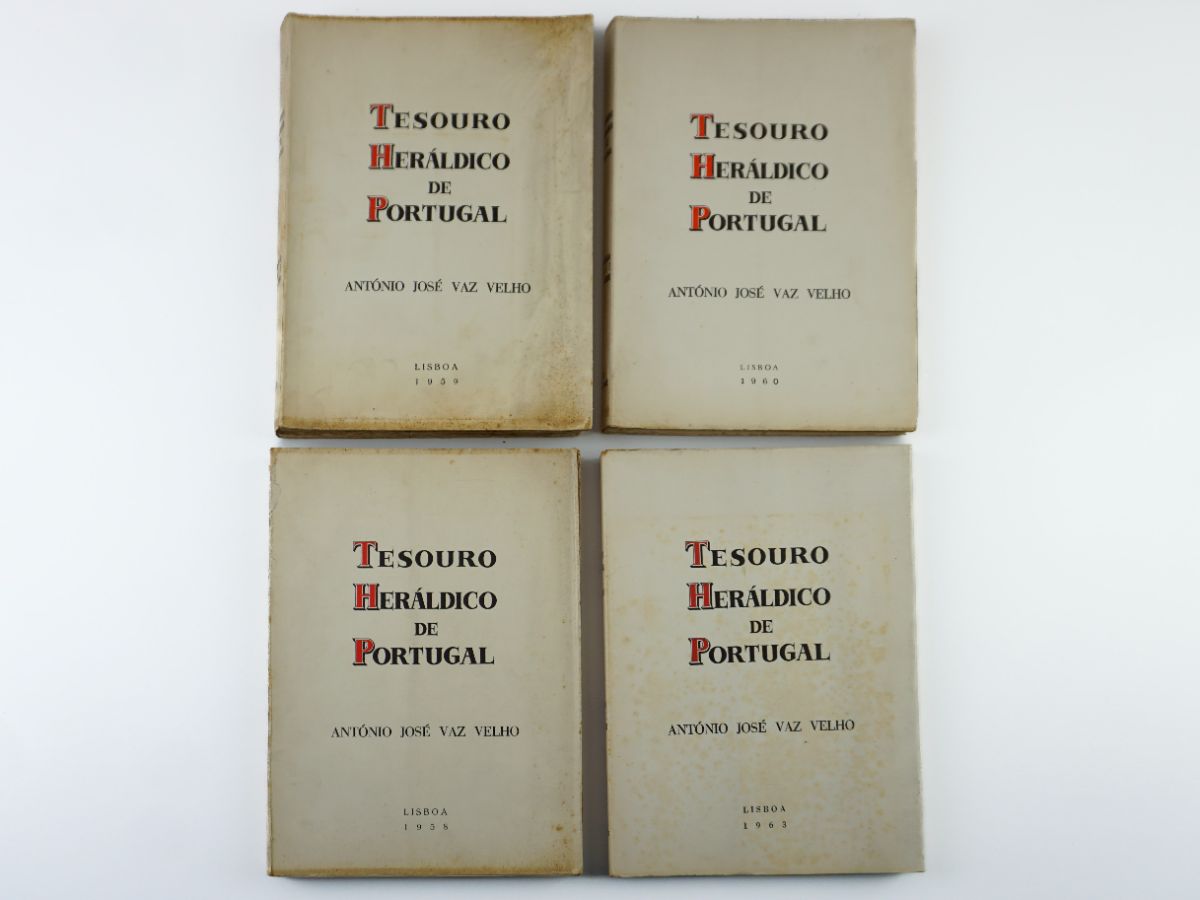 TESOURO
HERÁLDICO
DE
PORTUGAL
ANTÓNIO JOSÉ VAZ VELHO
LISBOA
1959
TESOURO
HERÁLDICO
DE
PORTUGAL
ANTÓNIO JOSÉ VAZ VELHO
LISBOA
1960
TESOURO
HERÁLDICO
DE
PORTUGAL
ANTÓNIO JOSÉ VAZ VELHO
LISBOA
1958
TESOURO
HERÁLDICO
DE
PORTUGAL
ANTÓNIO JOSÉ VAZ VELHO
LISBOA
1963